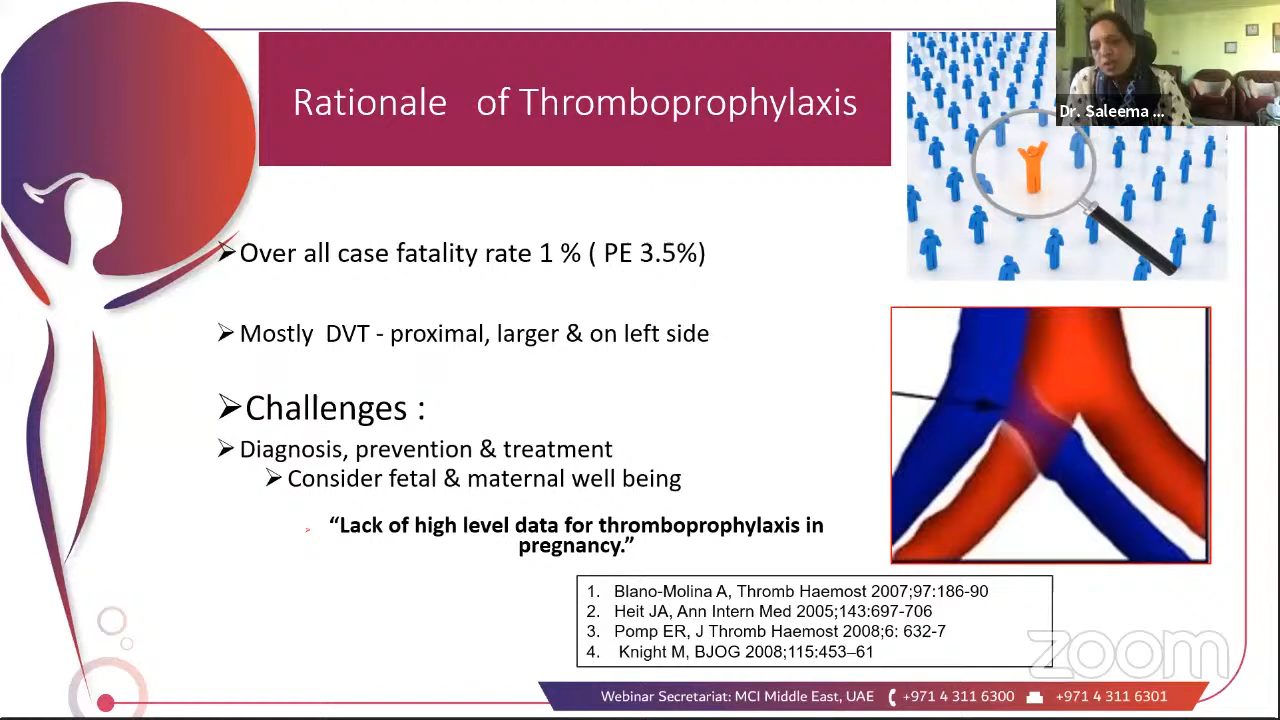 Rationale of Thromboprophylaxis
Dr. Saleema ...
Over all case fatality rate 1 % ( PE 3.5%)
Mostly DVT - proximal, larger & on left side
Challenges :
Diagnosis, prevention & treatment
Consider fetal & maternal well being
“Lack of high level data for thromboprophylaxis in
pregnancy.”
1. Blano-Molina A, Thromb Haemost 2007;97:186-90
2. Heit JA, Ann Intern Med 2005;143:697-706
3. Pomp ER, J Thromb Haemost 2008;6: 632-7
4. Knight M, BJOG 2008;115:453–61
zoom
Webinar Secretariat: MCI Middle East, UAE +971 4 311 6300 +971 4 311 6301